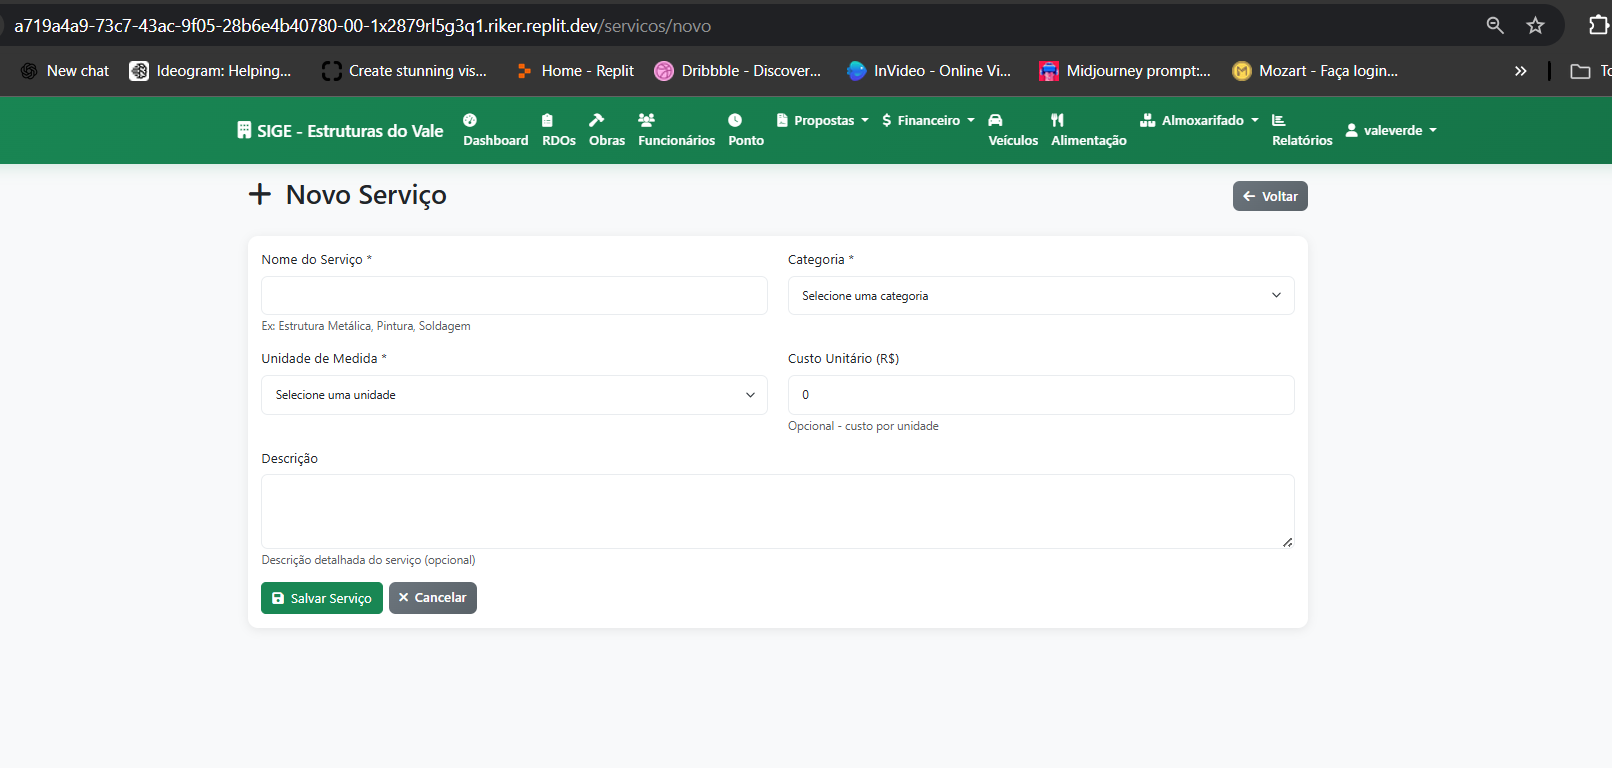 a719a4a9-73c7-43ac-9f05-28b6e4b40780-00-1x2879rl5g3q1.riker.replit.dev/servicos/novo
New chat Ideogram: Helping... Create stunning vis... Home - Replit Dribbble - Discover... InVideo - Online Vi... Midjourney prompt:... Mozart - Faça login... »
SIGE - Estruturas do Vale Dashboard RDOs Obras Funcionários Ponto Propostas Financeiro Veículos Alimentação Almoxarifado Relatórios valeverde
Novo Serviço
Voltar
Nome do Serviço *
Categoria *
Selecione uma categoria
Ex: Estrutura Metálica, Pintura, Soldagem
Unidade de Medida *
Custo Unitário (R$)
Selecione uma unidade
0
Opcional - custo por unidade
Descrição
Descrição detalhada do serviço (opcional)
Salvar Serviço
Cancelar